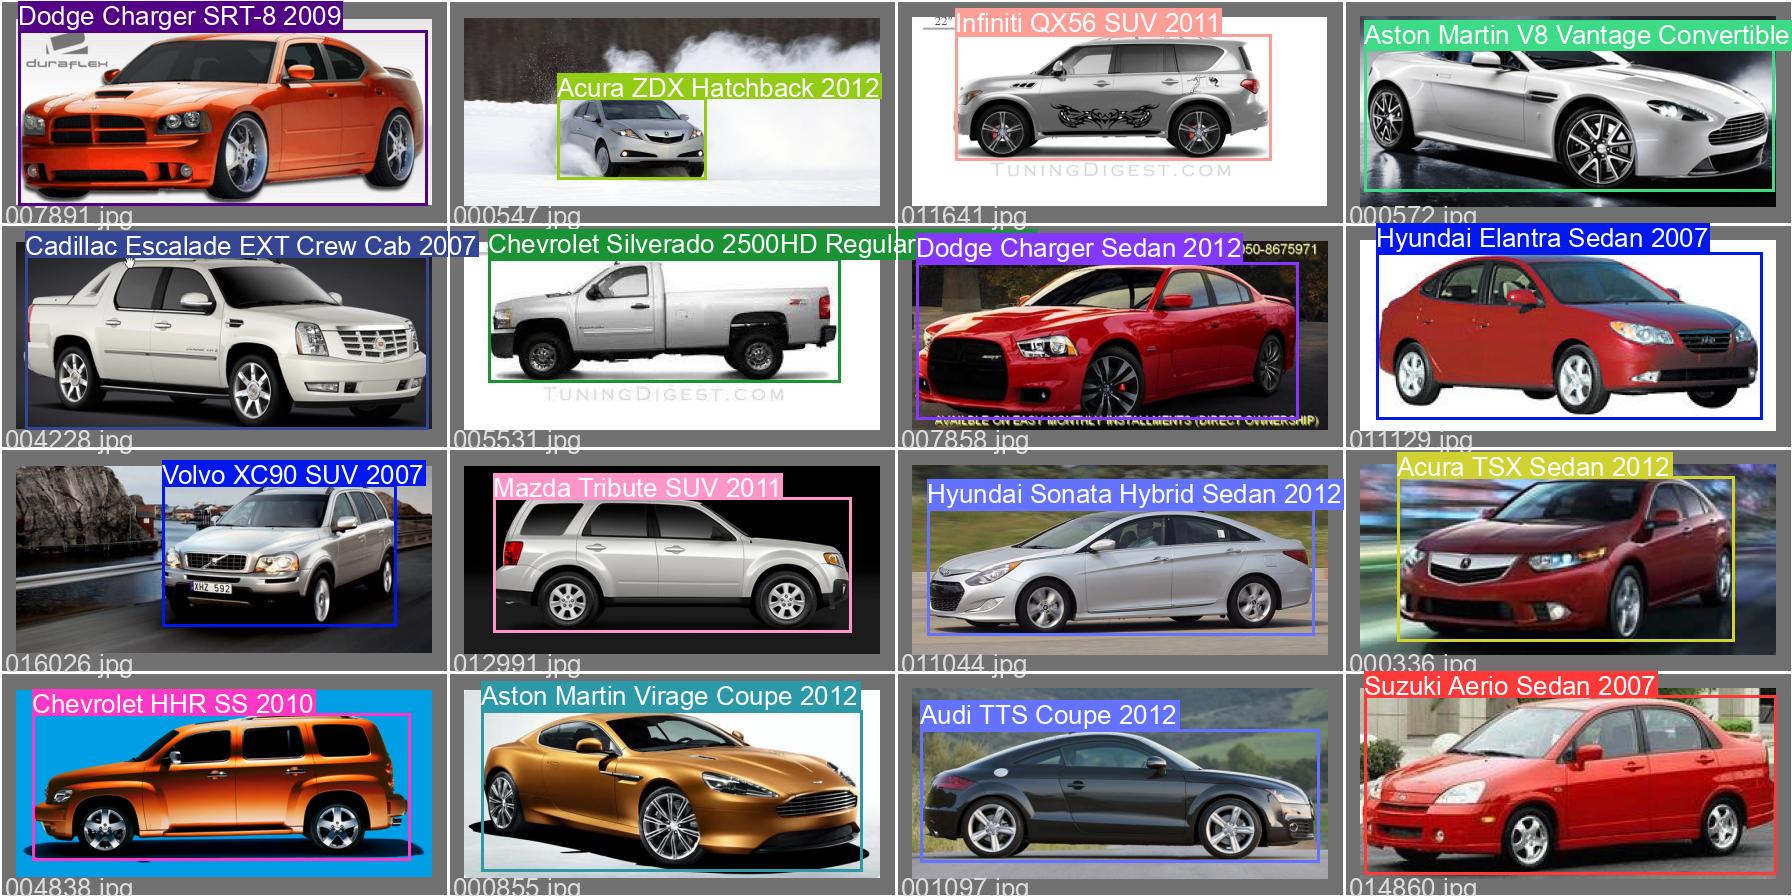 Dodge Charger SRT-8 2009
duraflex
007891.jpg
Acura ZDX Hatchback 2012
000547.jpg
22"
Infiniti QX56 SUV 2011
TUNINGDIGEST.COM
011641.jpg
Aston Martin V8 Vantage Convertible
000572.jpg
Cadillac Escalade EXT Crew Cab 2007
004228.jpg
Chevrolet Silverado 2500HD Regular
TUNINGDIGEST.COM
005531.jpg
Dodge Charger Sedan 2012
50-8675971
AVAILBLE ON EASY MONTHLY INSTALLMENTS (DIRECT OWNERSHIP)
007858.jpg
Hyundai Elantra Sedan 2007
011129.jpg
Volvo XC90 SUV 2007
XHZ 592
016026.jpg
Mazda Tribute SUV 2011
012991.jpg
Hyundai Sonata Hybrid Sedan 2012
011044.jpg
Acura TSX Sedan 2012
000336.jpg
Chevrolet HHR SS 2010
004838.jpg
Aston Martin Virage Coupe 2012
000855.jpg
Audi TTS Coupe 2012
001097.jpg
Suzuki Aerio Sedan 2007
014860.jpg